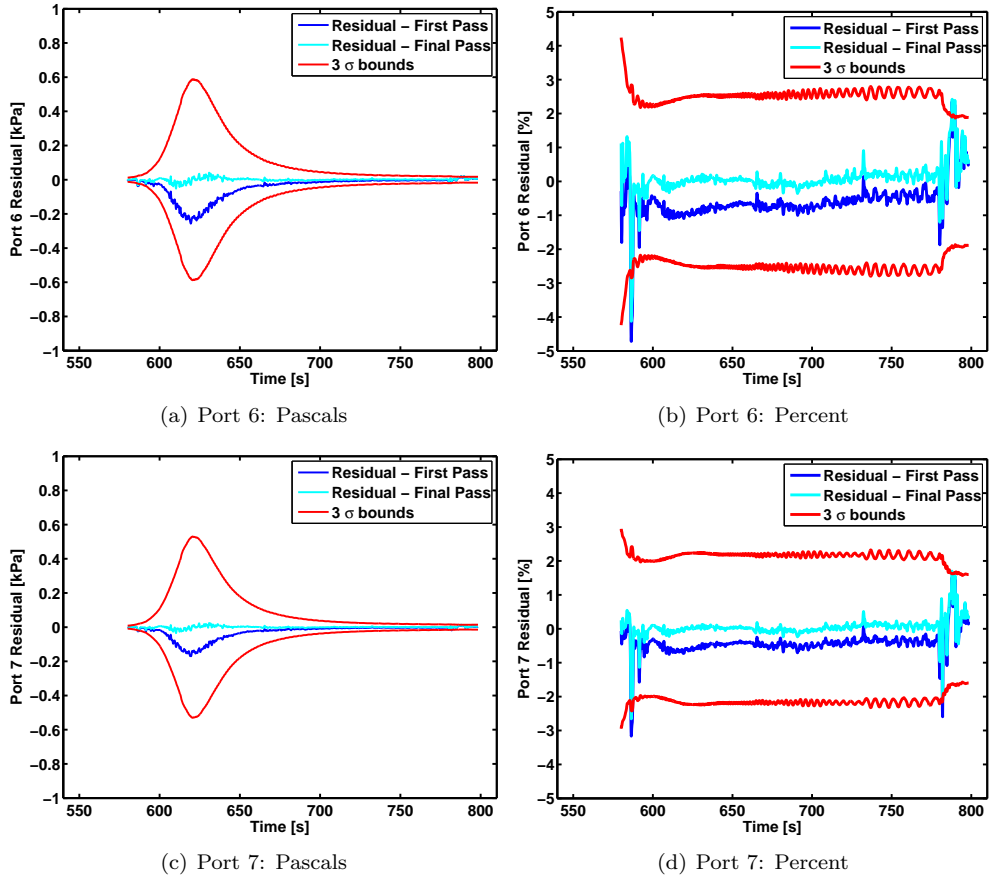 1
0.8
0.6
0.4
0.2
0
−0.2
−0.4
−0.6
−0.8
−1
Port 6 Residual [kPa]
Residual − First Pass
Residual − Final Pass
3 σ bounds
550 600 650 700 750 800
Time [s]
(a) Port 6: Pascals
5
4
3
2
1
0
−1
−2
−3
−4
−5
Port 6 Residual [%]
Residual − First Pass
Residual − Final Pass
3 σ bounds
550 600 650 700 750 800
Time [s]
(b) Port 6: Percent
1
0.8
0.6
0.4
0.2
0
−0.2
−0.4
−0.6
−0.8
−1
Port 7 Residual [kPa]
Residual − First Pass
Residual − Final Pass
3 σ bounds
550 600 650 700 750 800
Time [s]
(c) Port 7: Pascals
5
4
3
2
1
0
−1
−2
−3
−4
−5
Port 7 Residual [%]
Residual − First Pass
Residual − Final Pass
3 σ bounds
550 600 650 700 750 800
Time [s]
(d) Port 7: Percent